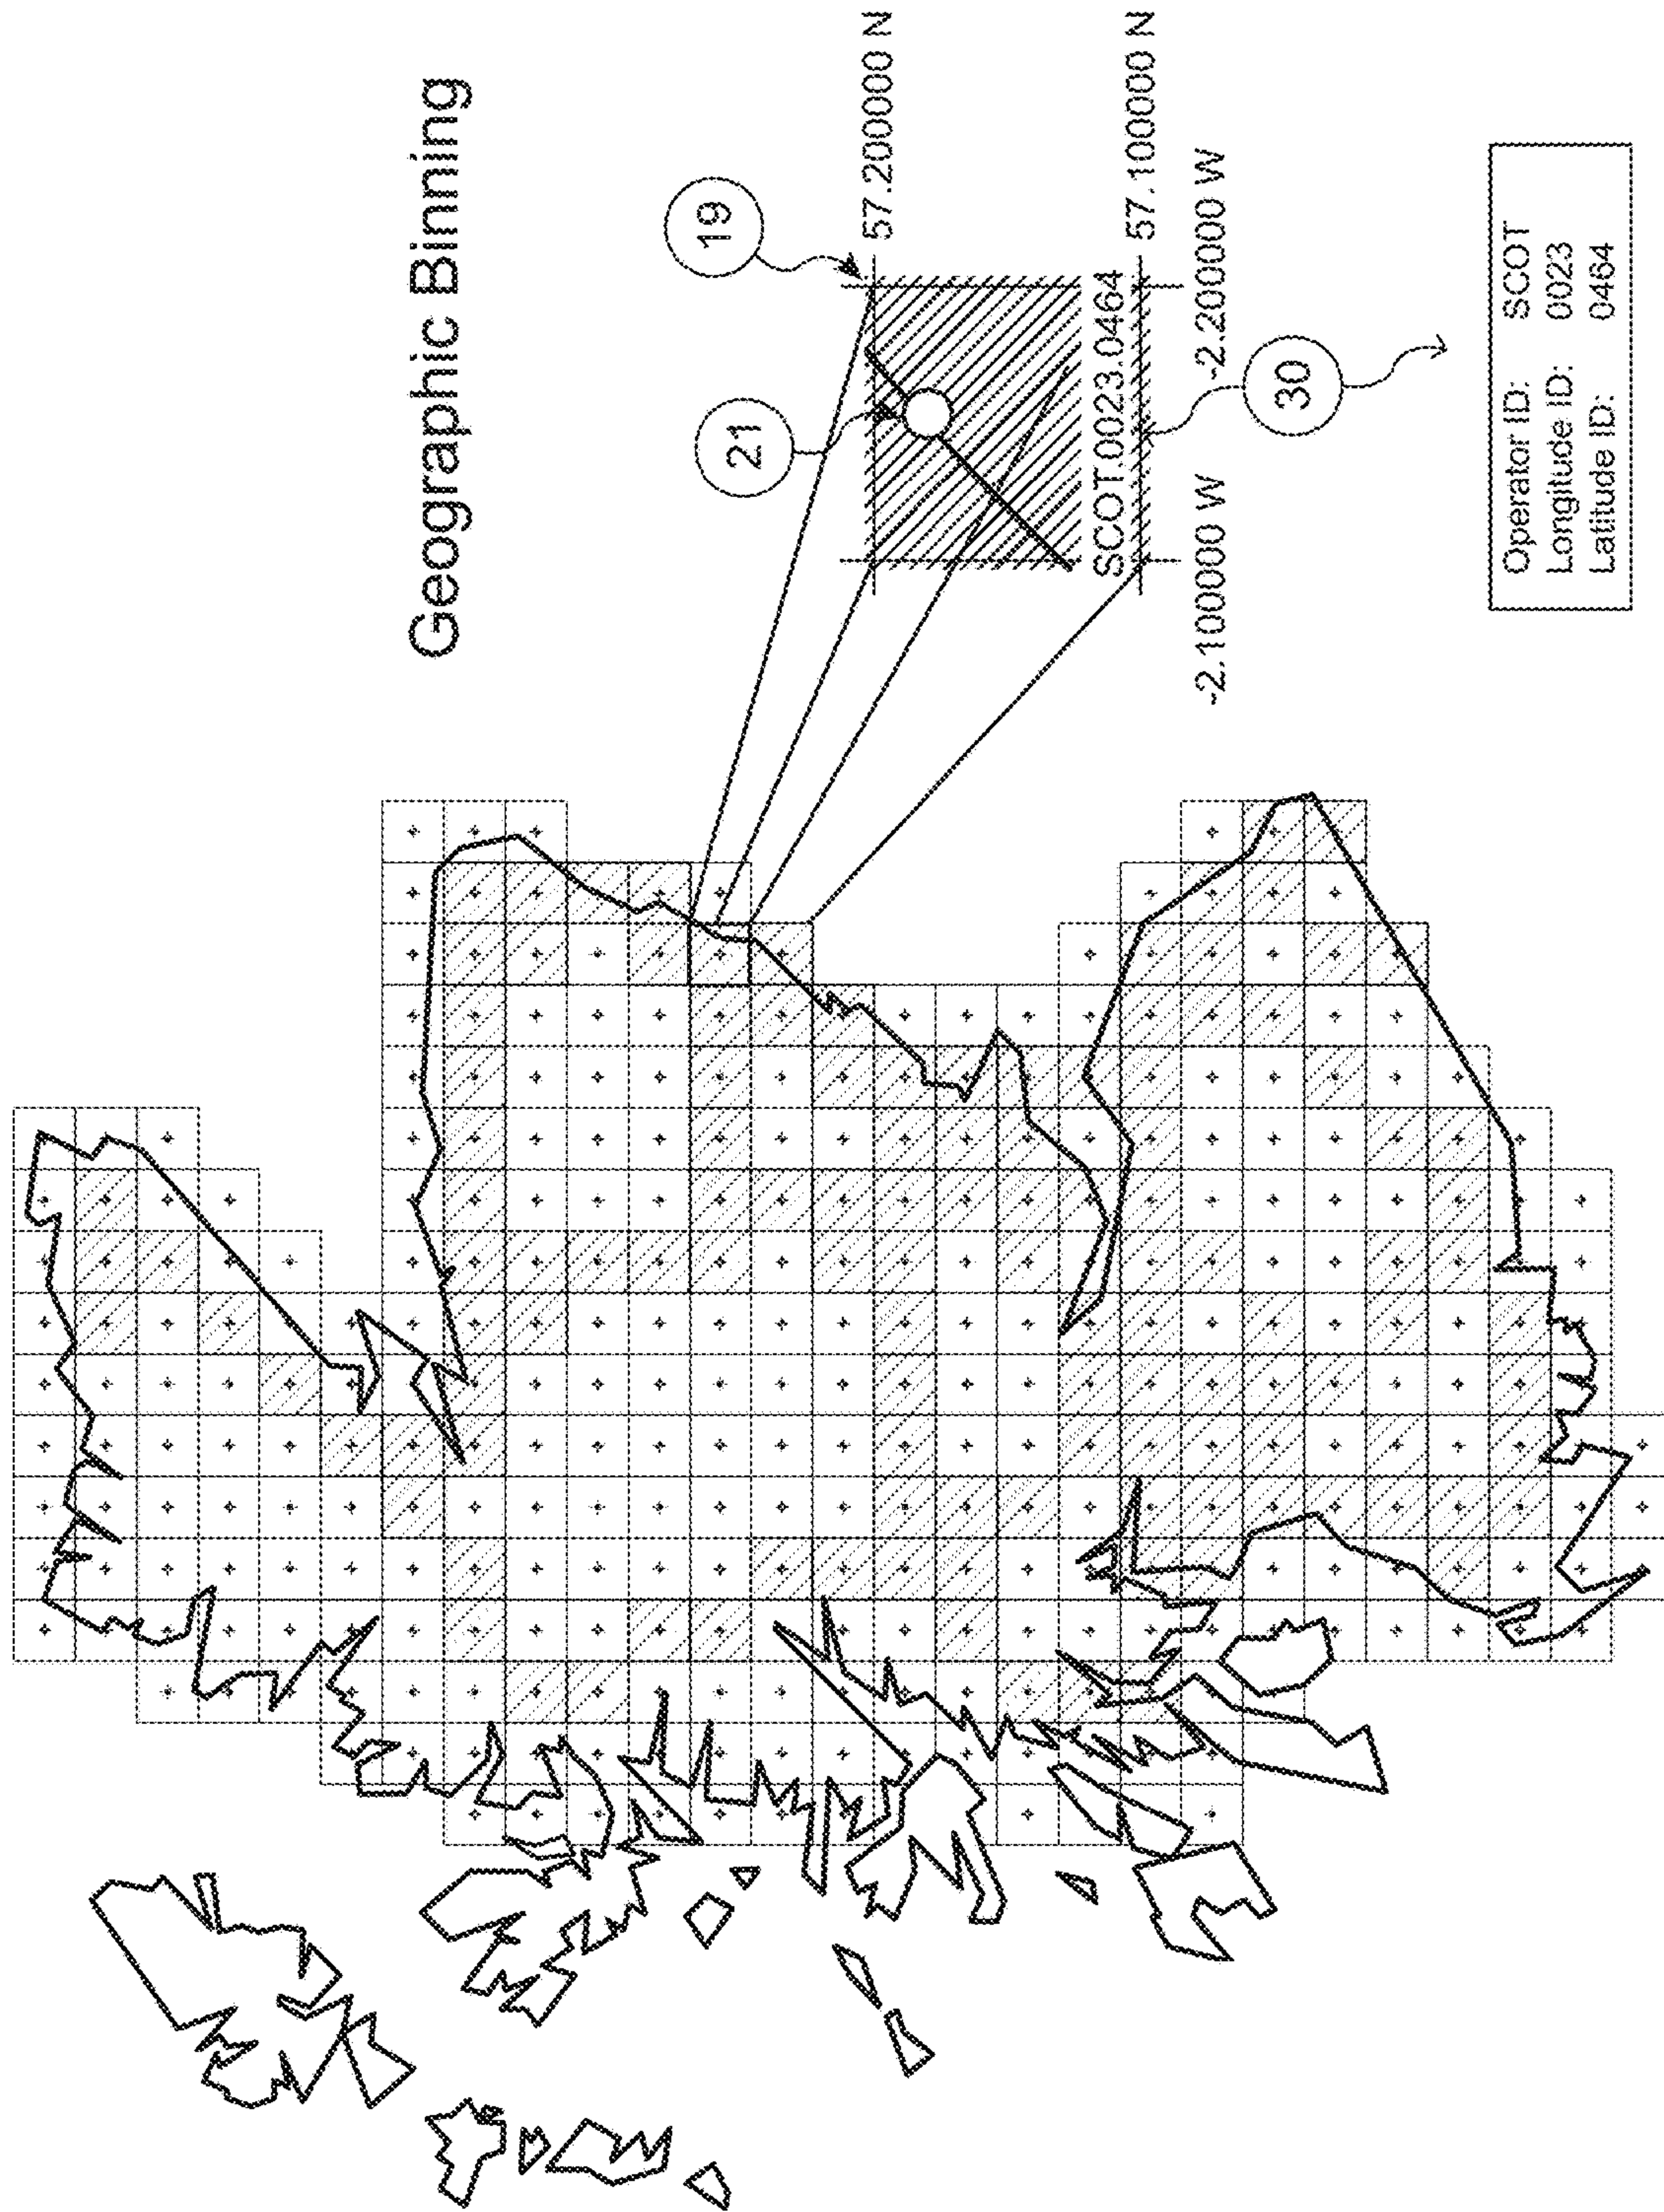 Geographic Binning
19
21
57.200000 N
SCOT.0023.0464
57.100000 N
-2.100000 W
-2.200000 W
30
Operator ID: SCOT
Longitude ID: 0023
Latitude ID: 0464